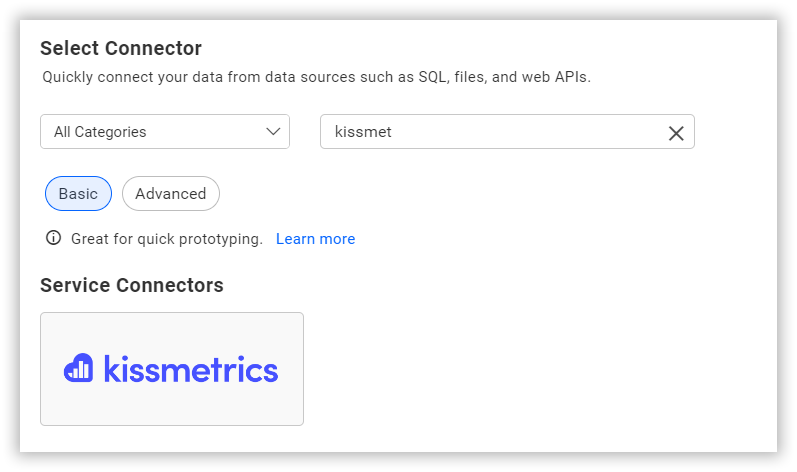 Select Connector
Quickly connect your data from data sources such as SQL, files, and web APIs.
All Categories
kissmet
Basic
Advanced
Great for quick prototyping. Learn more
Service Connectors
kissmetrics